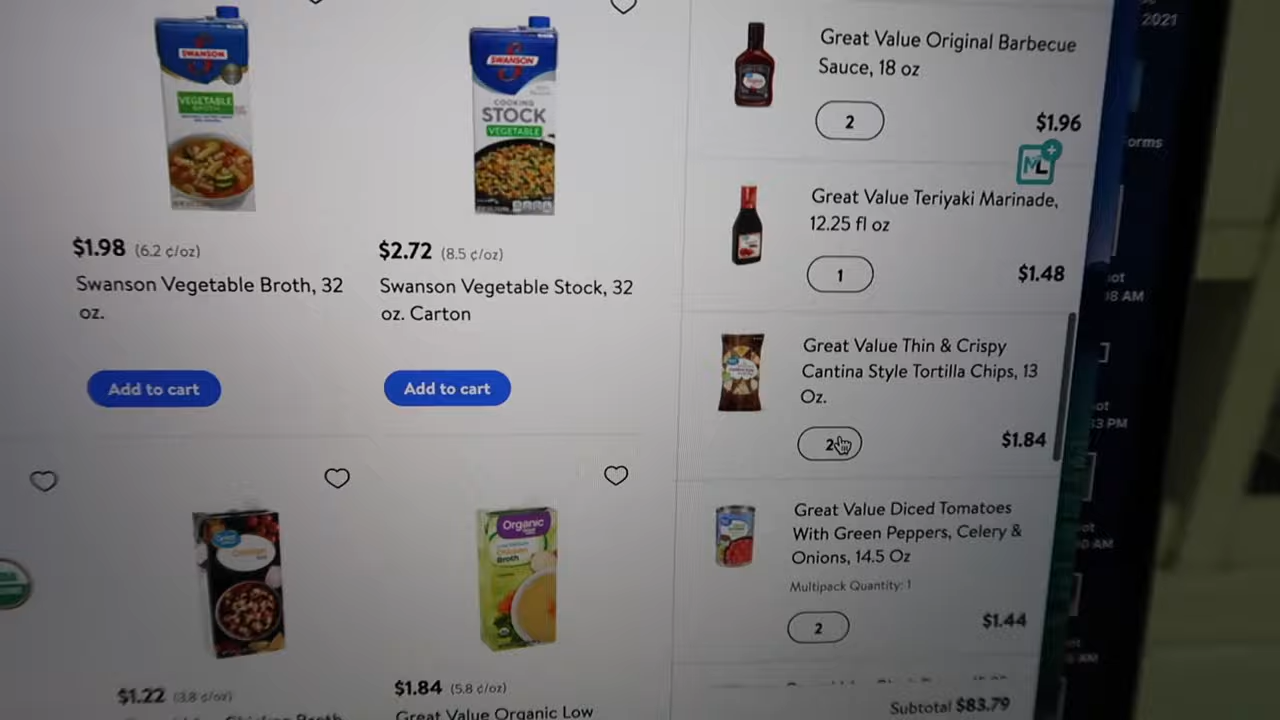 SWANSON
VEGETABLE
BROTH
$1.98 (6.2 ¢/oz)
Swanson Vegetable Broth, 32
oz.
Add to cart
SWANSON
COOKING
STOCK
VEGETABLE
$2.72 (8.5 ¢/oz)
Swanson Vegetable Stock, 32
oz. Carton
Add to cart
$1.22 (3.8 ¢/oz)
Organic
Chicken
Broth
$1.84 (5.8 ¢/oz)
Great Value Organic Low
Great Value Original Barbecue
Sauce, 18 oz
2
$1.96
ML
Great Value Teriyaki Marinade,
12.25 fl oz
1
$1.48
Great Value Thin & Crispy
Cantina Style Tortilla Chips, 13
Oz.
2
$1.84
Great Value Diced Tomatoes
With Green Peppers, Celery &
Onions, 14.5 Oz
Multipack Quantity: 1
2
$1.44
Subtotal $83.79
2021
orms
08 AM
AM